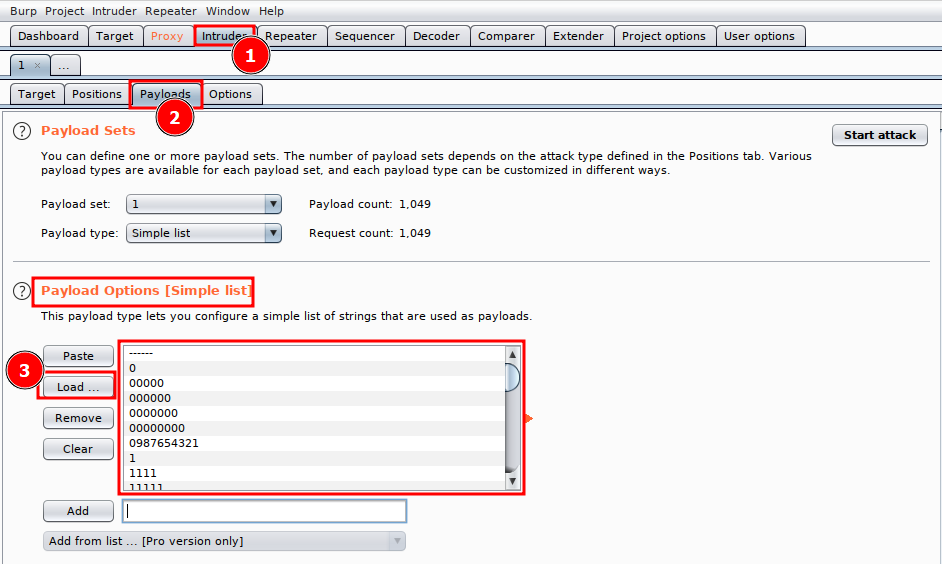 Burp Project Intruder Repeater Window Help
Dashboard Target Proxy Intruder Repeater Sequencer Decoder Comparer Extender Project options User options
1
1 × ...
Target Positions Payloads Options
2
? Payload Sets
Start attack
You can define one or more payload sets. The number of payload sets depends on the attack type defined in the Positions tab. Various
payload types are available for each payload set, and each payload type can be customized in different ways.
Payload set: 1 Payload count: 1,049
Payload type: Simple list Request count: 1,049
? Payload Options [Simple list]
This payload type lets you configure a simple list of strings that are used as payloads.
Paste
3
Load ...
Remove
Clear
------
0
00000
000000
0000000
00000000
0987654321
1
1111
11111
Add
Add from list ... [Pro version only]